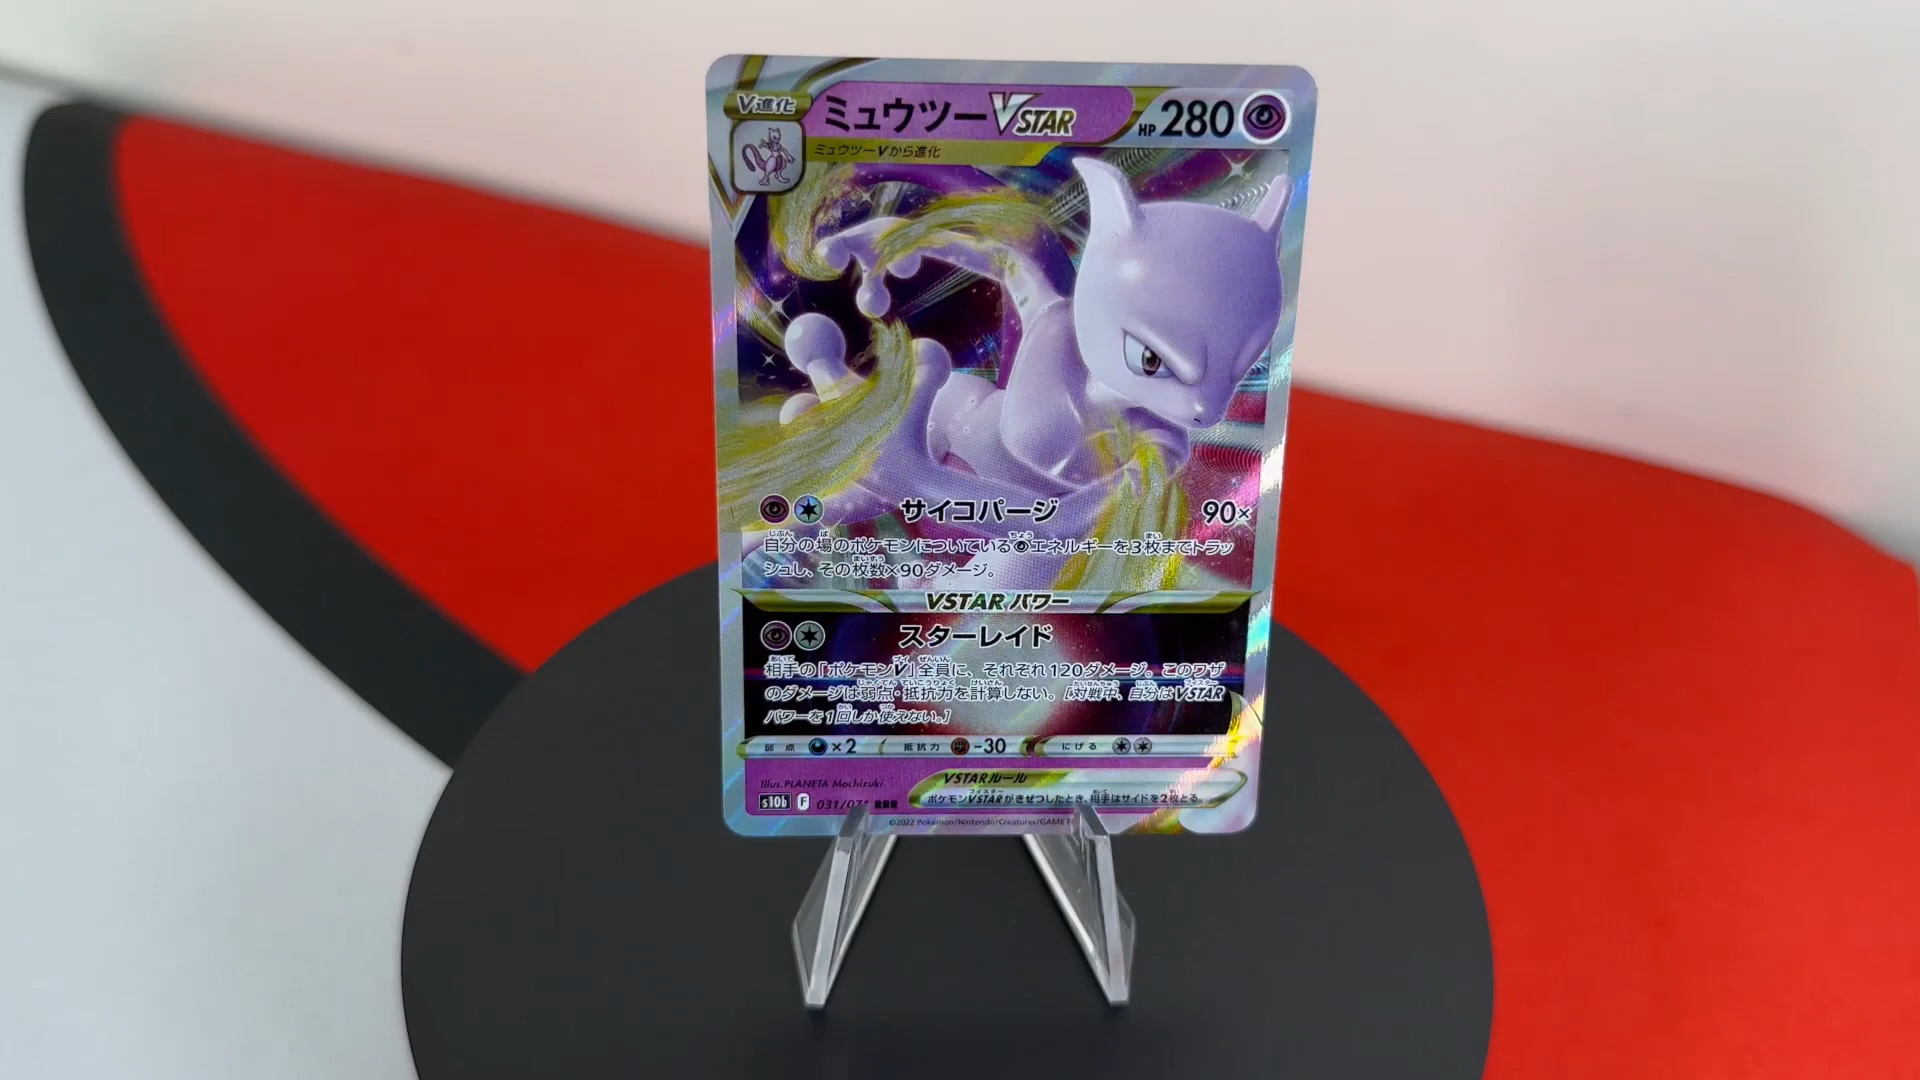 V進化
ミュウツーVSTAR
HP 280
ミュウツーVから進化
サイコパージ 90×
自分の場のポケモンについているエネルギーを3枚までトラッ
シュし、その枚数×90ダメージ。
VSTARパワー
スターレイド
相手の「ポケモンV」全員に、それぞれ120ダメージ。このワザ
のダメージは弱点・抵抗力を計算しない。[対戦中、自分はVSTAR
パワーを1回しか使えない。]
弱点 ×2 抵抗力 -30 にげる
Illus. PLANETA Mochizuki
VSTARルール
s10b F 031/071 RRR
ポケモンVSTARがきぜつしたとき、相手はサイドを2枚とる。
©2022 Pokémon/Nintendo/Creatures/GAME